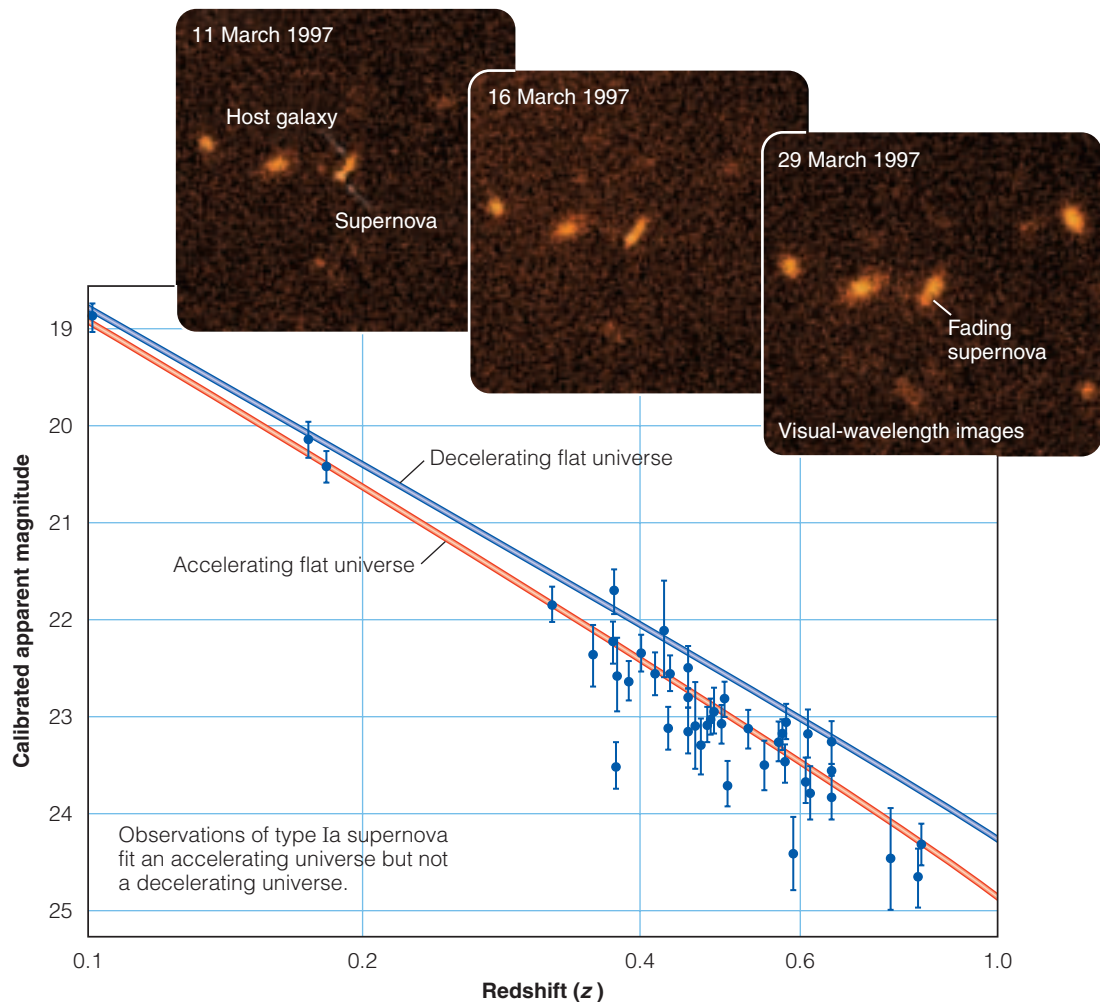 11 March 1997
Host galaxy
Supernova
16 March 1997
29 March 1997
Fading
supernova
Visual-wavelength images
Calibrated apparent magnitude
19
20
21
22
23
24
25
Decelerating flat universe
Accelerating flat universe
Observations of type Ia supernova
fit an accelerating universe but not
a decelerating universe.
0.1
0.2
0.4
0.6
1.0
Redshift (z)